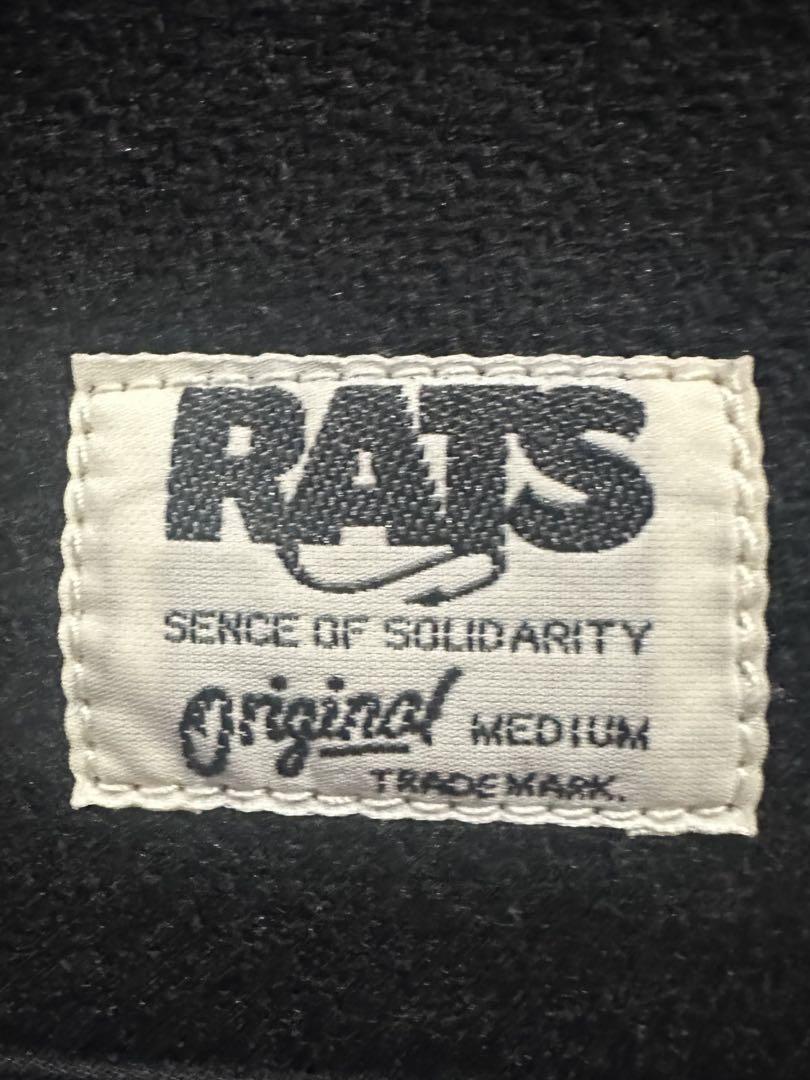 RATS
SENCE OF SOLIDARITY
Original MEDIUM
TRADEMARK.